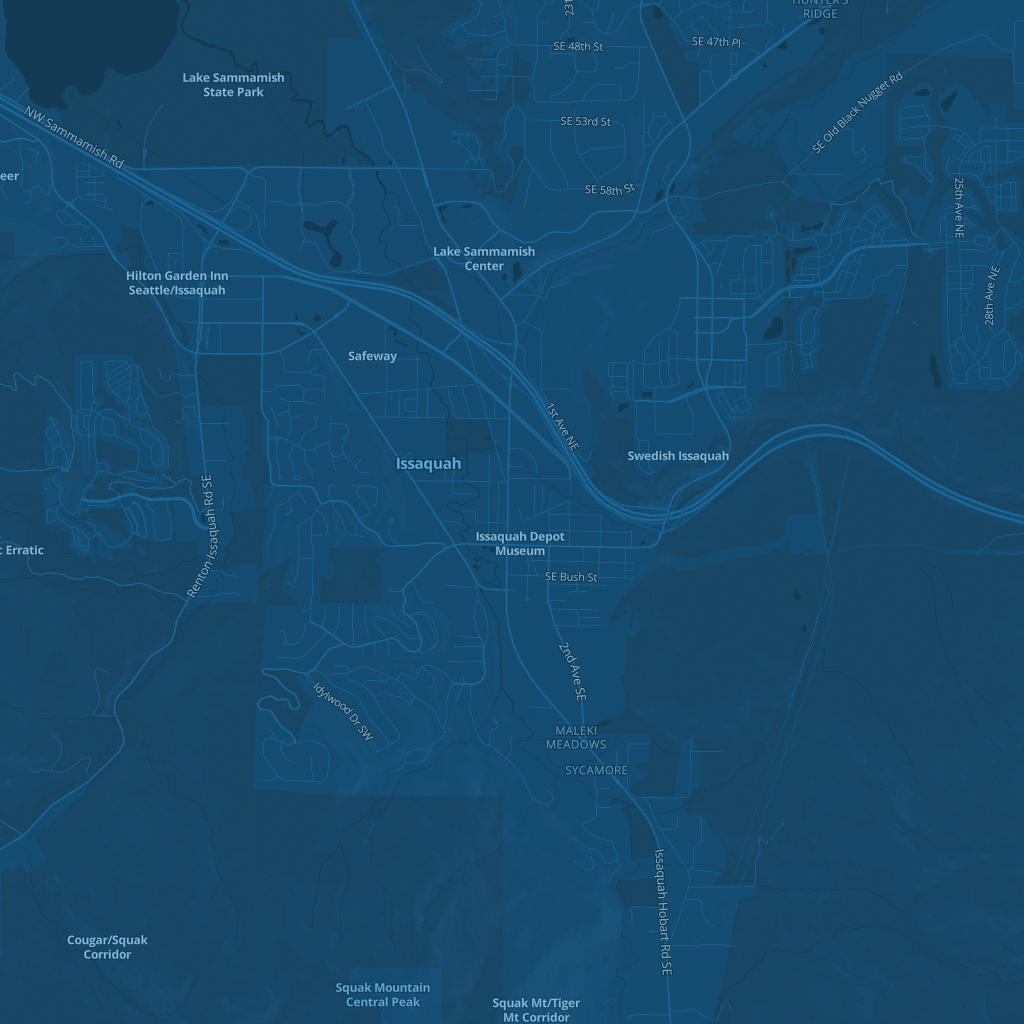 HUNTER'S
RIDGE
231
SE 47th Pl
SE 48th St
Lake Sammamish
State Park
SE Old Black Nugget Rd
NW Sammamish Rd
SE 53rd St
eer
SE 58th St
25th Ave NE
Lake Sammamish
Center
Hilton Garden Inn
Seattle/Issaquah
28th Ave NE
Safeway
1st Ave NE
Issaquah
Swedish Issaquah
Renton Issaquah Rd SE
Issaquah Depot
Museum
c Erratic
SE Bush St
2nd Ave SE
Idylwood Dr SW
MALEKI
MEADOWS
SYCAMORE
Issaquah Hobart Rd SE
Cougar/Squak
Corridor
Squak Mountain
Central Peak
Squak Mt/Tiger
Mt Corridor